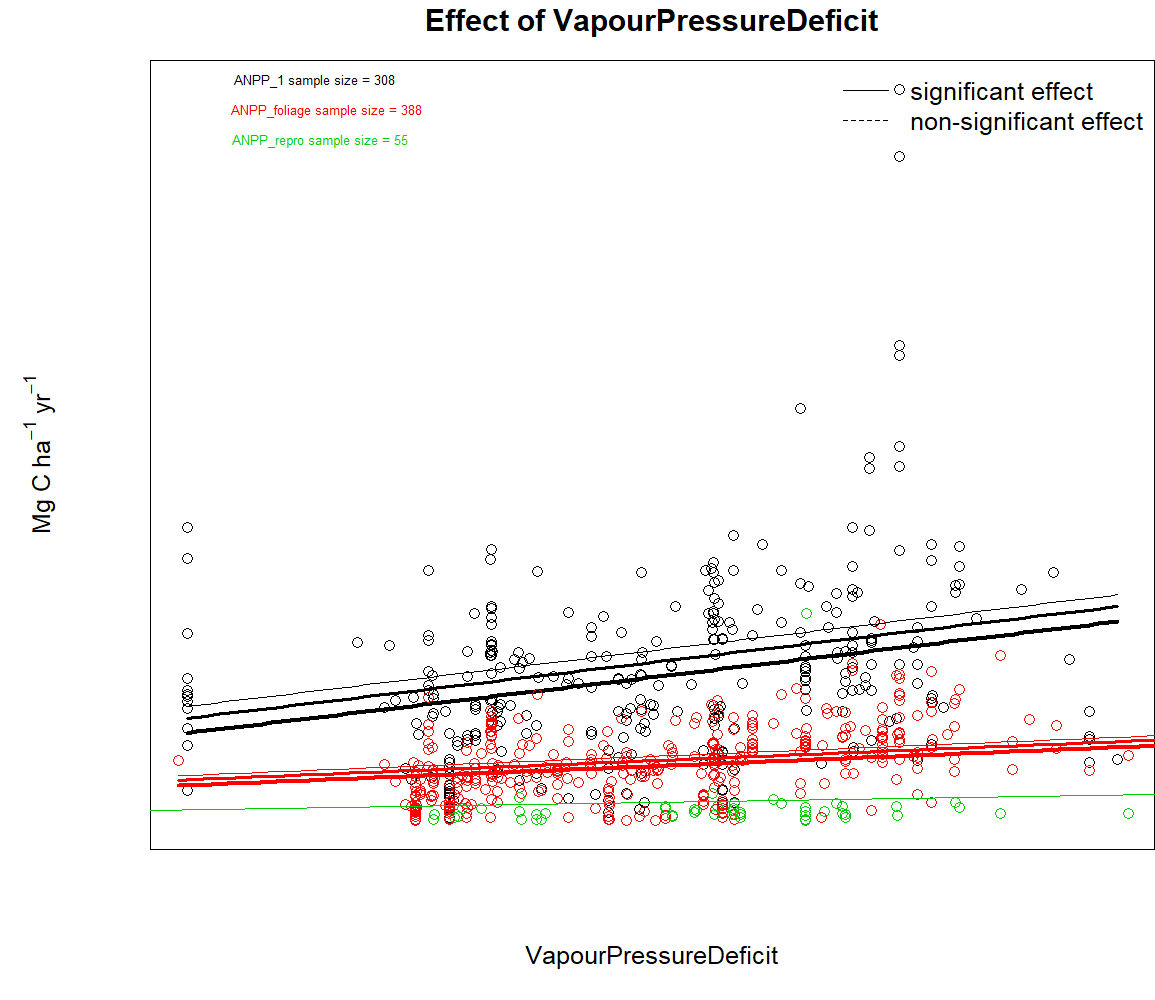 Effect of VapourPressureDeficit
ANPP_1 sample size = 308
ANPP_foliage sample size = 388
ANPP_repro sample size = 55
significant effect
non-significant effect
Mg C ha⁻¹ yr⁻¹
VapourPressureDeficit